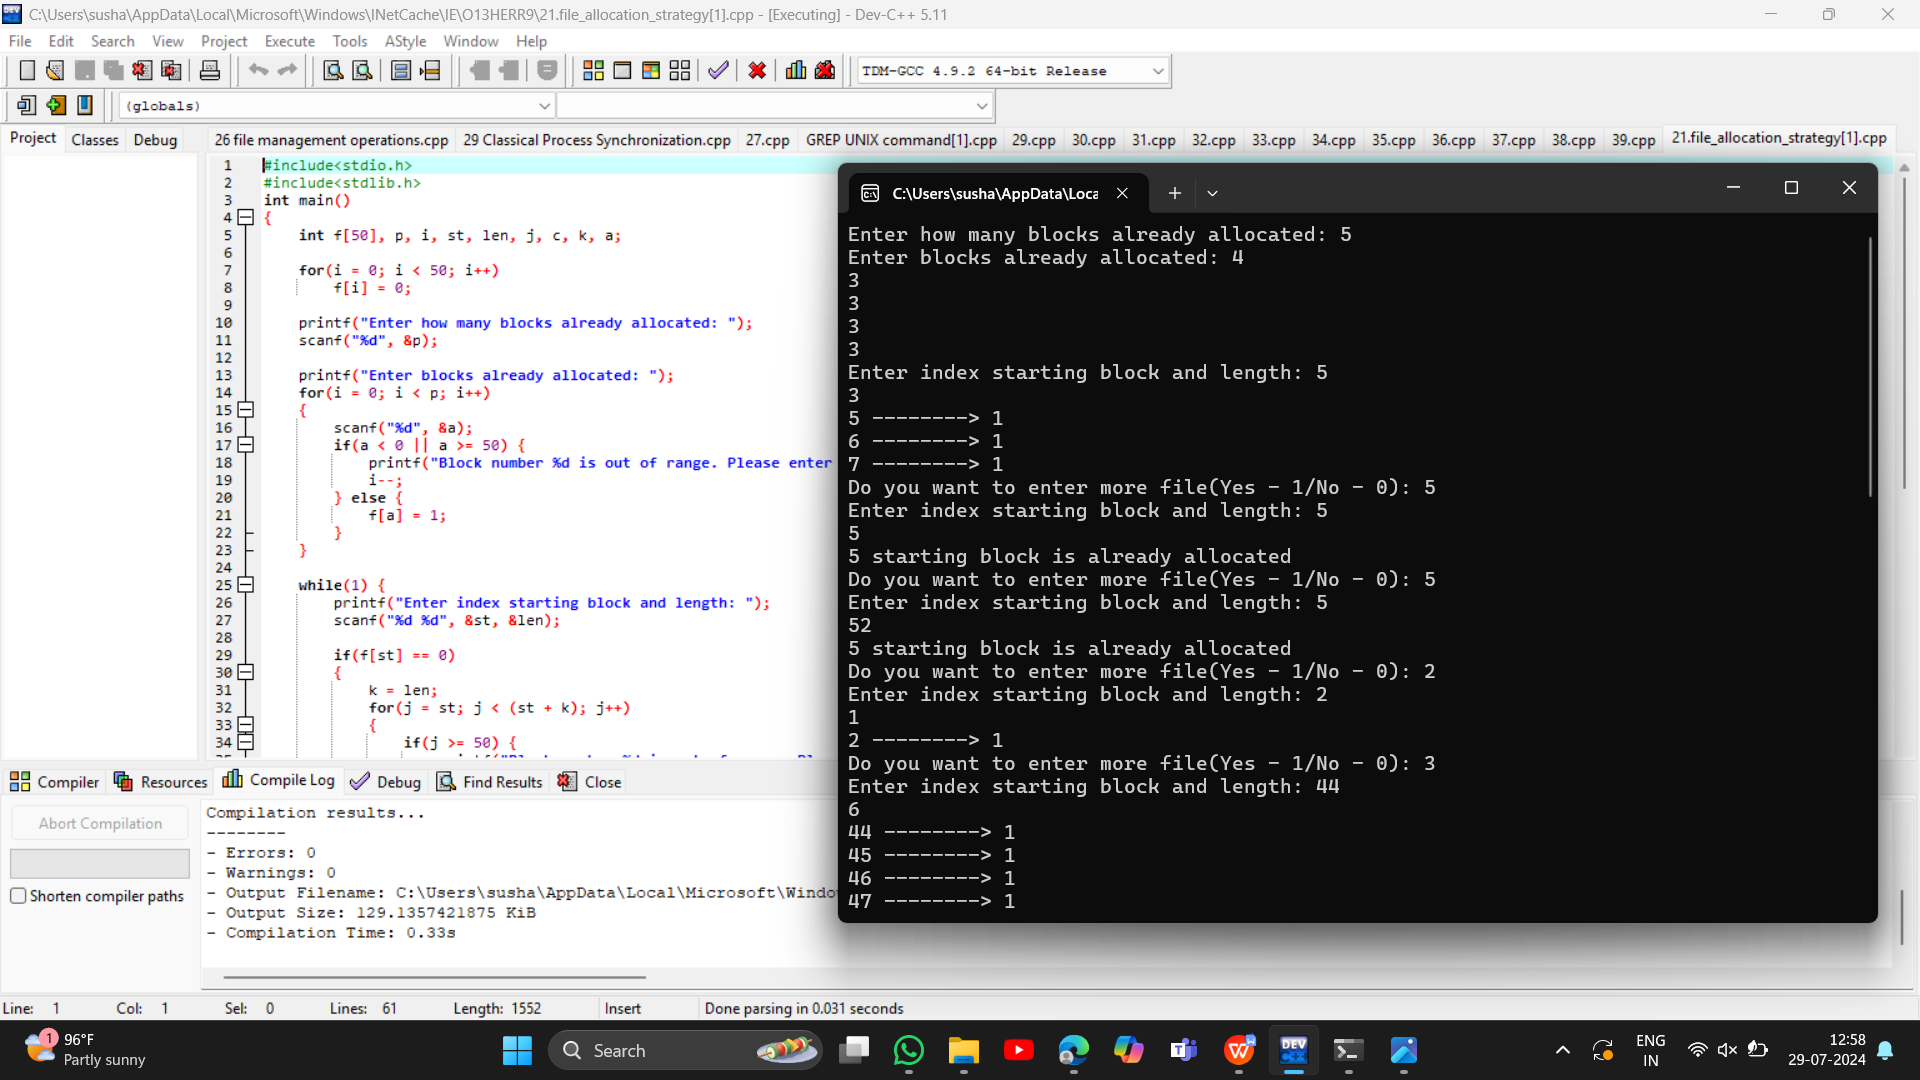 C:\Users\susha\AppData\Local\Microsoft\Windows\INetCache\IE\O13HERR9\21.file_allocation_strategy[1].cpp - [Executing] - Dev-C++ 5.11
File Edit Search View Project Execute Tools AStyle Window Help
TDM-GCC 4.9.2 64-bit Release
(globals)
Project Classes Debug
26 file management operations.cpp 29 Classical Process Synchronization.cpp 27.cpp GREP UNIX command[1].cpp 29.cpp 30.cpp 31.cpp 32.cpp 33.cpp 34.cpp 35.cpp 36.cpp 37.cpp 38.cpp 39.cpp 21.file_allocation_strategy[1].cpp
1 #include<stdio.h>
2 #include<stdlib.h>
3 int main()
4 {
5 int f[50], p, i, st, len, j, c, k, a;
6
7 for(i = 0; i < 50; i++)
8 f[i] = 0;
9
10 printf("Enter how many blocks already allocated: ");
11 scanf("%d", &p);
12
13 printf("Enter blocks already allocated: ");
14 for(i = 0; i < p; i++)
15 {
16 scanf("%d", &a);
17 if(a < 0 || a >= 50) {
18 printf("Block number %d is out of range. Please enter
19 i--;
20 } else {
21 f[a] = 1;
22 }
23 }
24
25 while(1) {
26 printf("Enter index starting block and length: ");
27 scanf("%d %d", &st, &len);
28
29 if(f[st] == 0)
30 {
31 k = len;
32 for(j = st; j < (st + k); j++)
33 {
34 if(j >= 50) {
C:\Users\susha\AppData\Loca
Enter how many blocks already allocated: 5
Enter blocks already allocated: 4
3
3
3
3
Enter index starting block and length: 5
3
5 --------> 1
6 --------> 1
7 --------> 1
Do you want to enter more file(Yes - 1/No - 0): 5
Enter index starting block and length: 5
5
5 starting block is already allocated
Do you want to enter more file(Yes - 1/No - 0): 5
Enter index starting block and length: 5
52
5 starting block is already allocated
Do you want to enter more file(Yes - 1/No - 0): 2
Enter index starting block and length: 2
1
2 --------> 1
Do you want to enter more file(Yes - 1/No - 0): 3
Enter index starting block and length: 44
6
44 --------> 1
45 --------> 1
46 --------> 1
47 --------> 1
Compiler Resources Compile Log Debug Find Results Close
Abort Compilation
Shorten compiler paths
Compilation results...
--------
- Errors: 0
- Warnings: 0
- Output Filename: C:\Users\susha\AppData\Local\Microsoft\Windo
- Output Size: 129.1357421875 KiB
- Compilation Time: 0.33s
Line: 1 Col: 1 Sel: 0 Lines: 61 Length: 1552 Insert Done parsing in 0.031 seconds
1
96°F
Partly sunny
Search
DEV
ENG
IN
12:58
29-07-2024